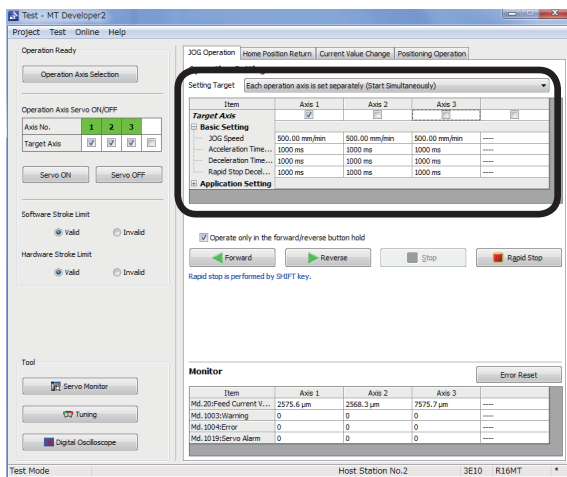 Test - MT Developer2
Project Test Online Help
Operation Ready
Operation Axis Selection
Operation Axis Servo ON/OFF
Axis No. 1 2 3
Target Axis
Servo ON Servo OFF
Software Stroke Limit
Valid Invalid
Hardware Stroke Limit
Valid Invalid
Tool
Servo Monitor
Tuning
Digital Oscilloscope
JOG Operation Home Position Return Current Value Change Positioning Operation
Setting Target Each operation axis is set separately (Start Simultaneously)
Item Axis 1 Axis 2 Axis 3
Target Axis
Basic Setting
JOG Speed 500.00 mm/min 500.00 mm/min 500.00 mm/min ----
Acceleration Time... 1000 ms 1000 ms 1000 ms ----
Deceleration Time... 1000 ms 1000 ms 1000 ms ----
Rapid Stop Decel... 1000 ms 1000 ms 1000 ms ----
Application Setting
Operate only in the forward/reverse button hold
Forward Reverse Stop Rapid Stop
Rapid stop is performed by SHIFT key.
Monitor
Error Reset
Item Axis 1 Axis 2 Axis 3
Md.20:Feed Current V... 2575.6 µm 2568.3 µm 7575.7 µm ----
Md.1003:Warning 0 0 0 ----
Md.1004:Error 0 0 0 ----
Md.1019:Servo Alarm 0 0 0 ----
Test Mode Host Station No.2 3E10 R16MT *